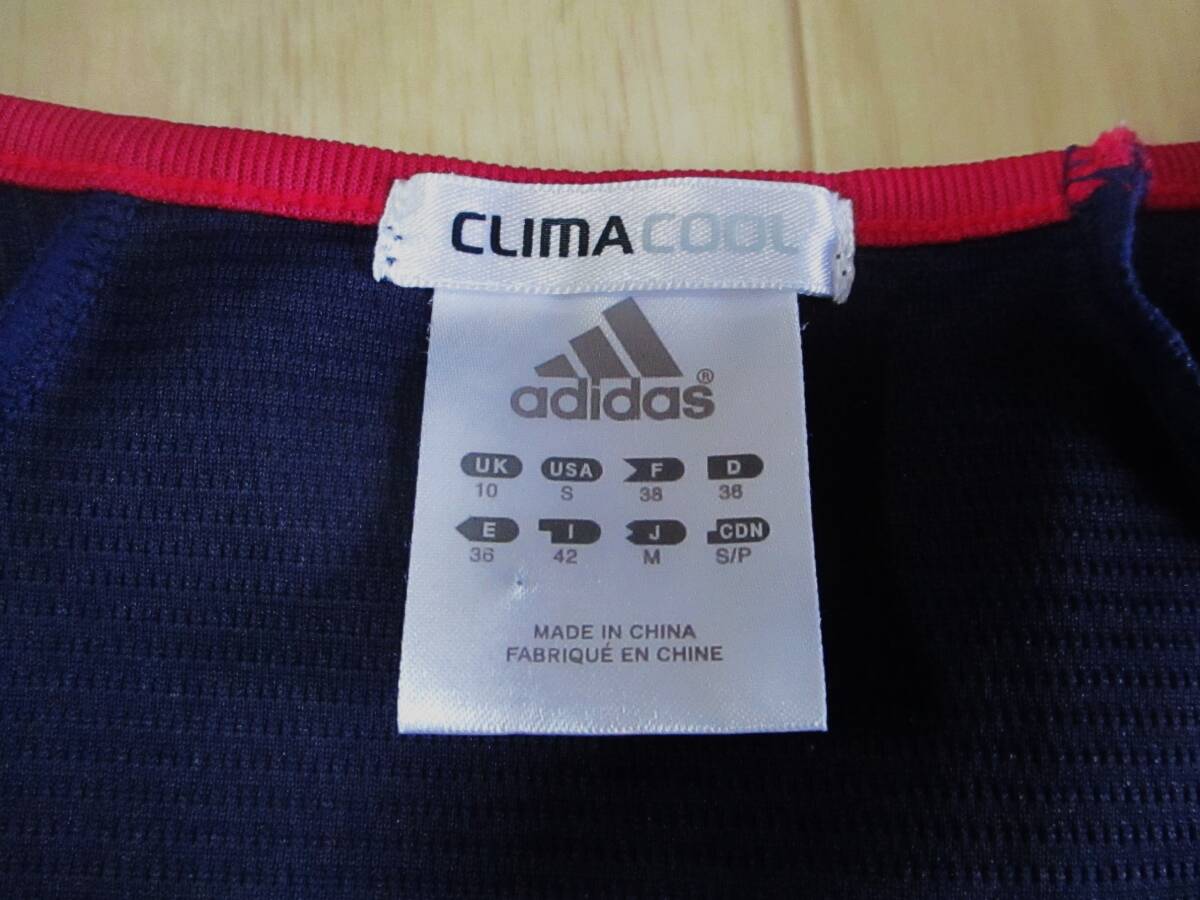 CLIMACOOL
adidas®
UK USA F D
10 S 38 36
E I J CDN
36 42 M S/P
MADE IN CHINA
FABRIQUÉ EN CHINE